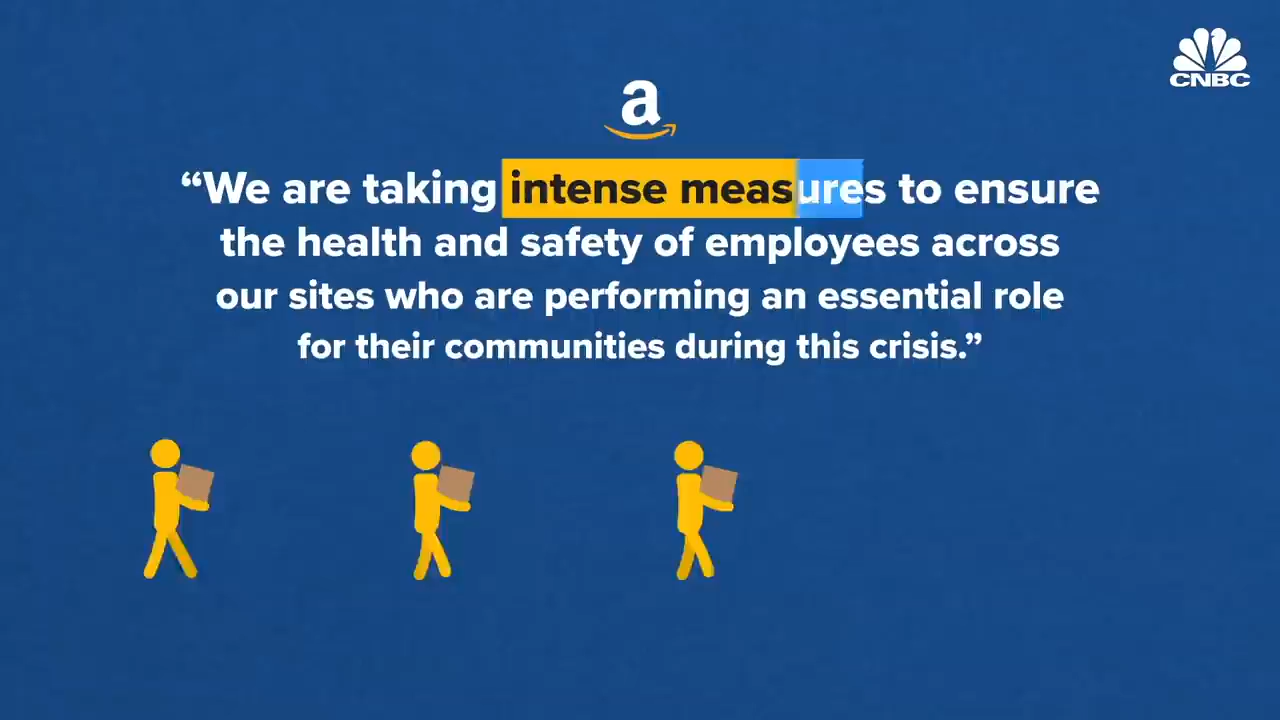 CNBC
a
“We are taking intense measures to ensure
the health and safety of employees across
our sites who are performing an essential role
for their communities during this crisis.”